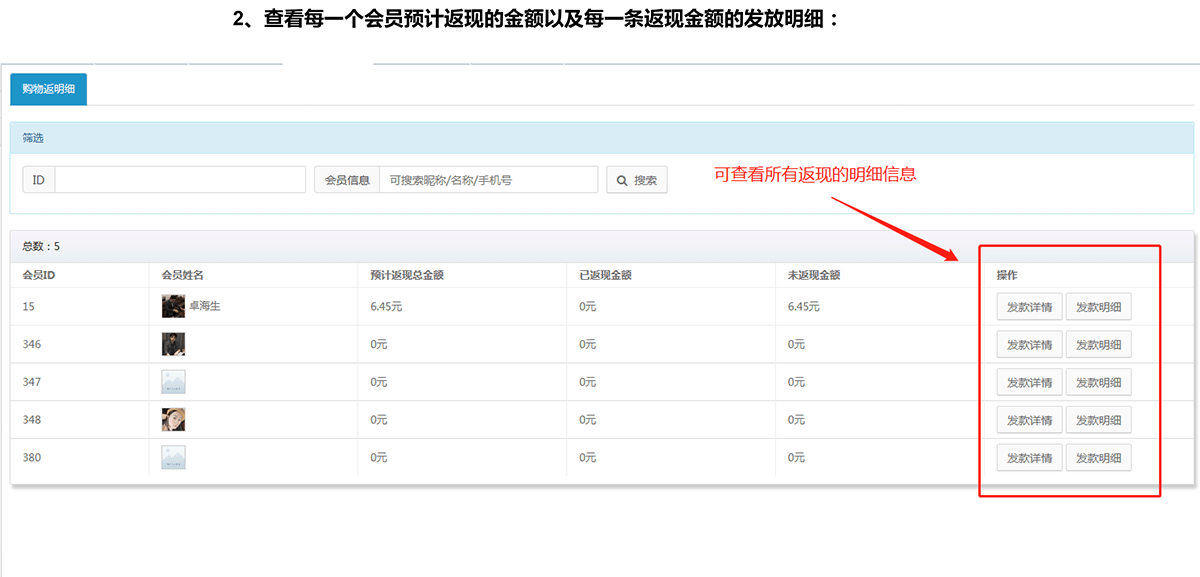 2、查看每一个会员预计返现的金额以及每一条返现金额的发放明细：
购物返明细
筛选
ID
会员信息 可搜索昵称/名称/手机号
搜索
可查看所有返现的明细信息
总数：5
会员ID 会员姓名 预计返现总金额 已返现金额 未返现金额 操作
15 卓海生 6.45元 0元 6.45元 发款详情 发款明细
346 0元 0元 0元 发款详情 发款明细
347 0元 0元 0元 发款详情 发款明细
348 0元 0元 0元 发款详情 发款明细
380 0元 0元 0元 发款详情 发款明细